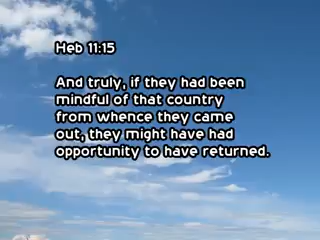 Heb 11:15
And truly, if they had been
mindful of that country
from whence they came
out, they might have had
opportunity to have returned.